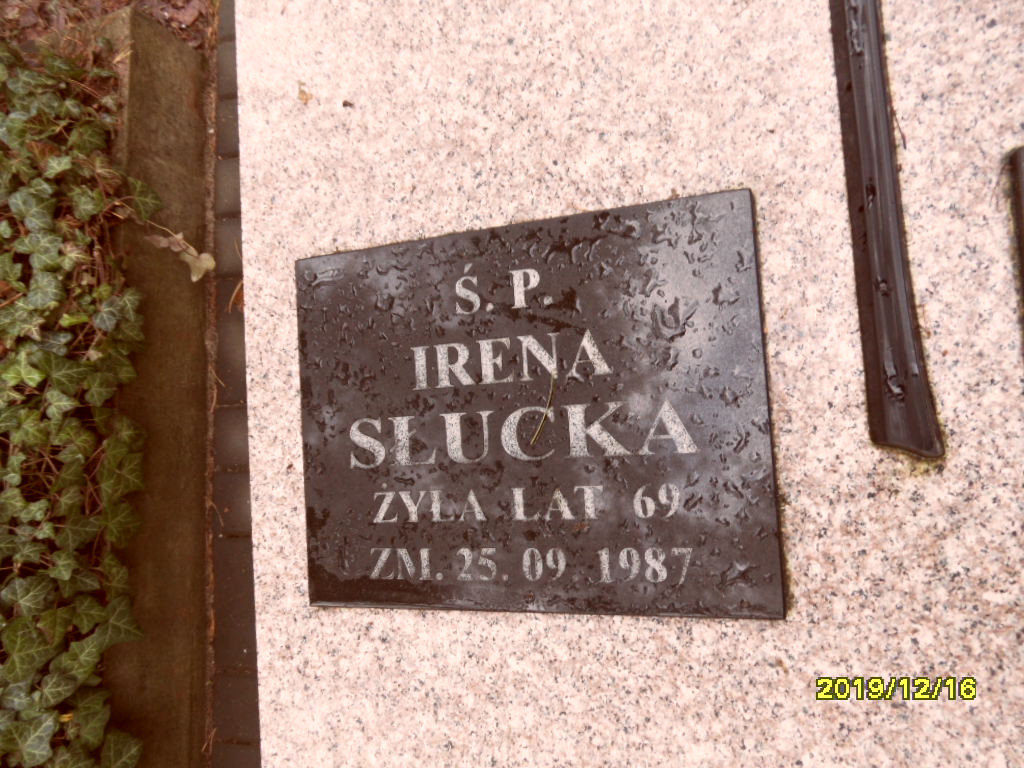 Ś. P.
IRENA
SŁUCKA
ŻYŁA LAT 69
ZM. 25. 09. 1987
2019/12/16